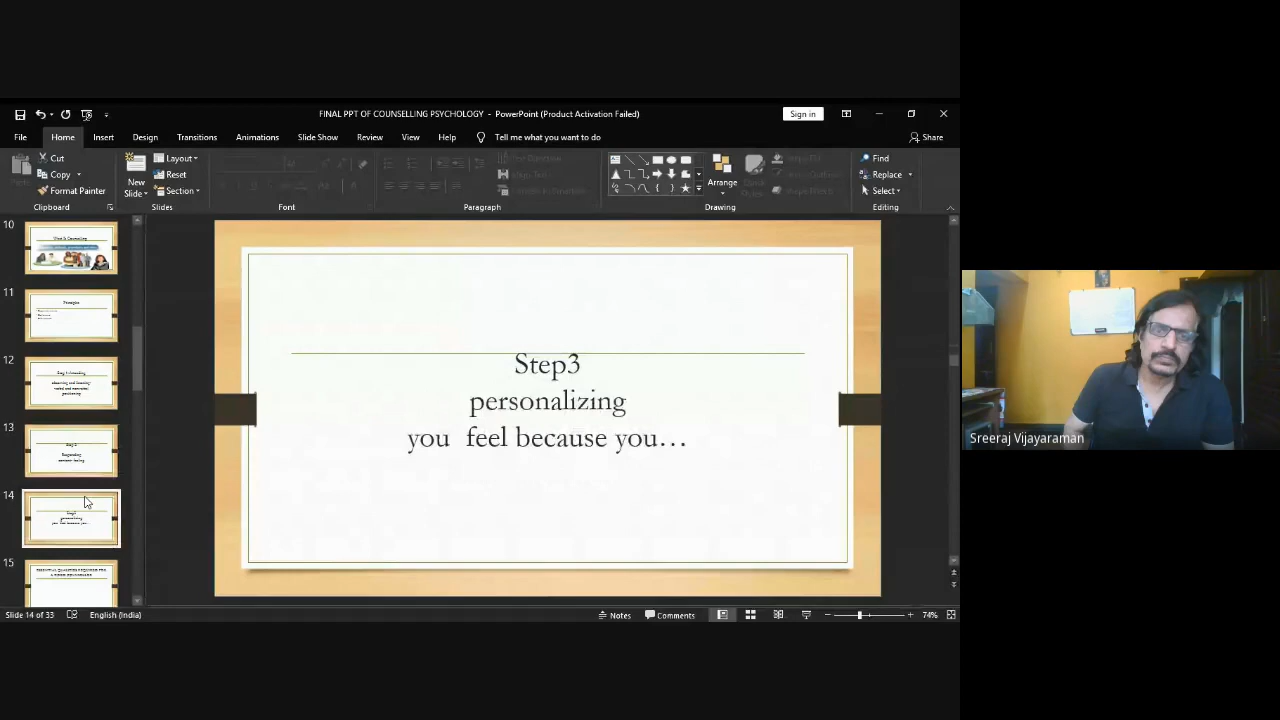 FINAL PPT OF COUNSELLING PSYCHOLOGY - PowerPoint (Product Activation Failed)
Sign in
File Home Insert Design Transitions Animations Slide Show Review View Help Tell me what you want to do
Share
Cut
Copy
Format Painter
Clipboard
New
Slide
Layout
Reset
Section
Slides
Font
Paragraph
Arrange
Drawing
Find
Replace
Select
Editing
10
11
Principles
12
13
14
15
Step3
personalizing
you feel because you...
Sreeraj Vijayaraman
Slide 14 of 33
English (India)
Notes
Comments
74%